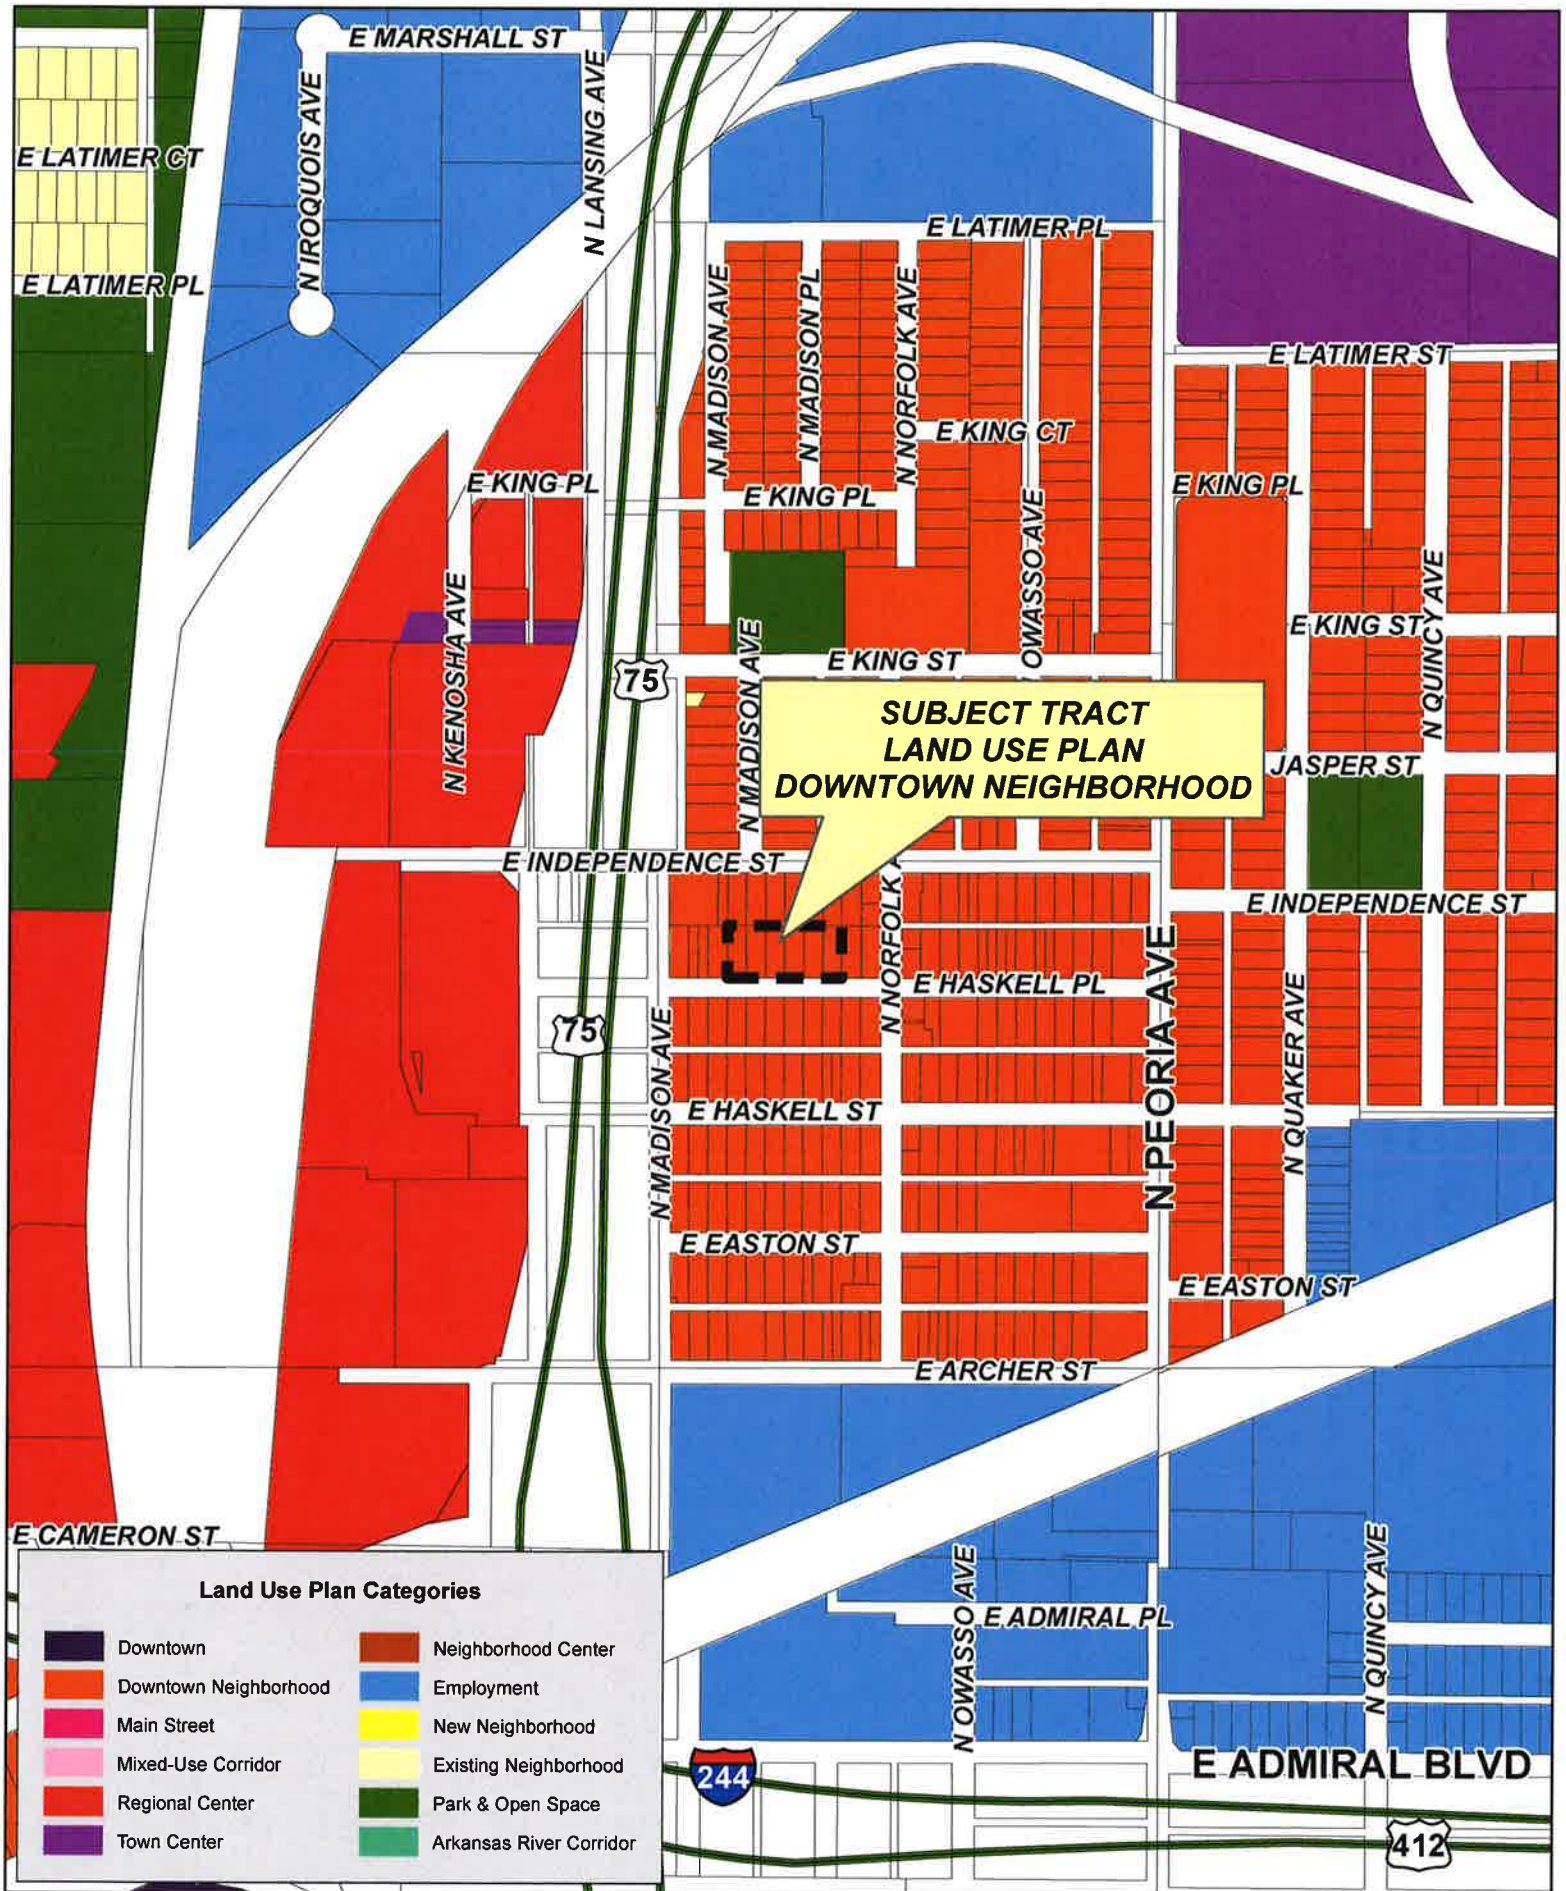 E MARSHALL ST
N IROQUOIS AVE
N LANSING AVE
E LATIMER CT
E LATIMER PL
E LATIMER PL
N MADISON AVE
N MADISON PL
N NORFOLK AVE
E LATIMER ST
E KING CT
E KING PL
E KING PL
E KING PL
OWASSO AVE
N QUINCY AVE
N KENOSHA AVE
E KING ST
E KING ST
75
N MADISON AVE
SUBJECT TRACT
LAND USE PLAN
DOWNTOWN NEIGHBORHOOD
JASPER ST
E INDEPENDENCE ST
E INDEPENDENCE ST
N NORFOLK A
E HASKELL PL
N PEORIA AVE
N QUAKER AVE
75
N MADISON AVE
E HASKELL ST
E EASTON ST
E EASTON ST
E ARCHER ST
E CAMERON ST
N OWASSO AVE
E ADMIRAL PL
N QUINCY AVE
E ADMIRAL BLVD
244
412
Land Use Plan Categories
Downtown
Downtown Neighborhood
Main Street
Mixed-Use Corridor
Regional Center
Town Center
Neighborhood Center
Employment
New Neighborhood
Existing Neighborhood
Park & Open Space
Arkansas River Corridor